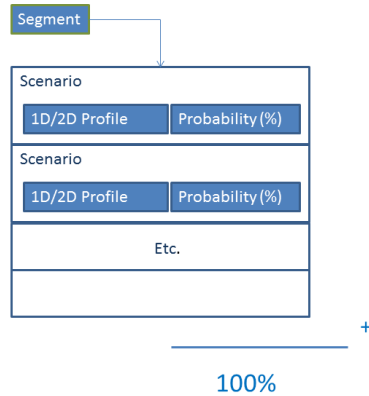 Segment
Scenario
1D/2D Profile Probability (%)
Scenario
1D/2D Profile Probability (%)
Etc.
+
100%